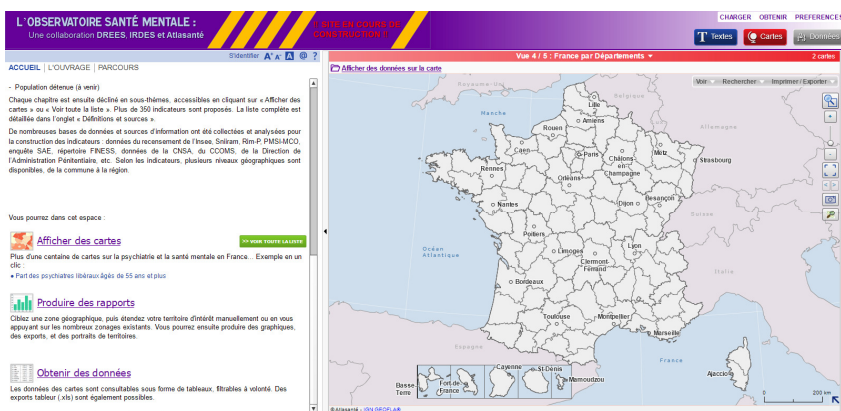 L'OBSERVATOIRE SANTÉ MENTALE :
Une collaboration DREES, IRDES et Atlasanté
!! SITE EN COURS DE
CONSTRUCTION !!
CHARGER OBTENIR PREFERENCES
Textes
Cartes
Données
S'identifier A+ A- A @ ?
ACCUEIL | L'OUVRAGE | PARCOURS
- Population détenue (à venir)
Chaque chapitre est ensuite décliné en sous-thèmes, accessibles en cliquant sur « Afficher des
cartes » ou « Voir toute la liste ». Plus de 350 indicateurs sont proposés. La liste complète est
détaillée dans l'onglet « Définitions et sources ».
De nombreuses bases de données et sources d'information ont été collectées et analysées pour
la construction des indicateurs : données du recensement de l'Insee, Sniiram, Rim-P, PMSI-MCO,
enquête SAE, répertoire FINESS, données de la CNSA, du CCOMS, de la Direction de
l'Administration Pénitentiaire, etc. Selon les indicateurs, plusieurs niveaux géographiques sont
disponibles, de la commune à la région.
Vous pourrez dans cet espace :
Afficher des cartes
>> VOIR TOUTE LA LISTE
Plus d'une centaine de cartes sur la psychiatrie et la santé mentale en France... Exemple en un
clic :
Part des psychiatres libéraux âgés de 55 ans et plus
Produire des rapports
Ciblez une zone géographique, puis étendez votre territoire d'intérêt manuellement ou en vous
appuyant sur les nombreux zonages existants. Vous pourrez ensuite produire des graphiques,
des exports, et des portraits de territoires.
Obtenir des données
Les données des cartes sont consultables sous forme de tableaux, filtrables à volonté. Des
exports tableur (.xls) sont également possibles.
Vue 4 / 5 : France par Départements
2 cartes
Afficher des données sur la carte
Voir Rechercher Imprimer / Exporter
Royaume-Uni
Belgique
Manche
Allemagne
Lille
Amiens
Rouen
Caen
Paris
Châlons-
en-
Champagne
Metz
Strasbourg
Rennes
Orléans
Nantes
Dijon
Besançon
Suisse
Poitiers
Océan
Atlantique
Limoges
Clermont-
Ferrand
Lyon
Italie
Bordeaux
Toulouse
Montpellier
Marseille
Espagne
France
Ajaccio
Basse-
Terre
Fort-de-
France
Cayenne
St-Denis
Mamoudzou
0 200 km
© Atlasanté - IGN GEOFLA®